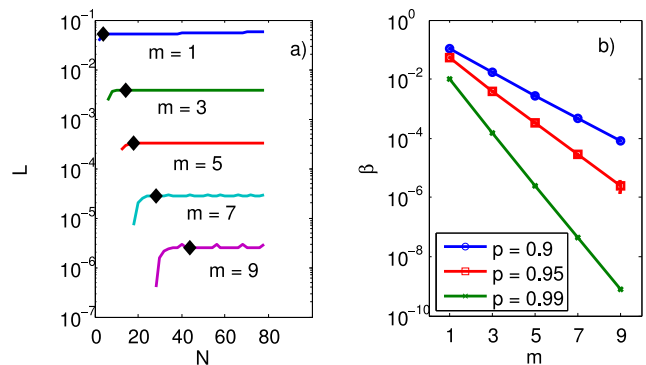 10^-1
10^-2
10^-3
10^-4
10^-5
10^-6
10^-7
L
a)
m = 1
m = 3
m = 5
m = 7
m = 9
0 20 40 60 80
N
10^0
10^-2
10^-4
10^-6
10^-8
10^-10
β
b)
p = 0.9
p = 0.95
p = 0.99
1 3 5 7 9
m